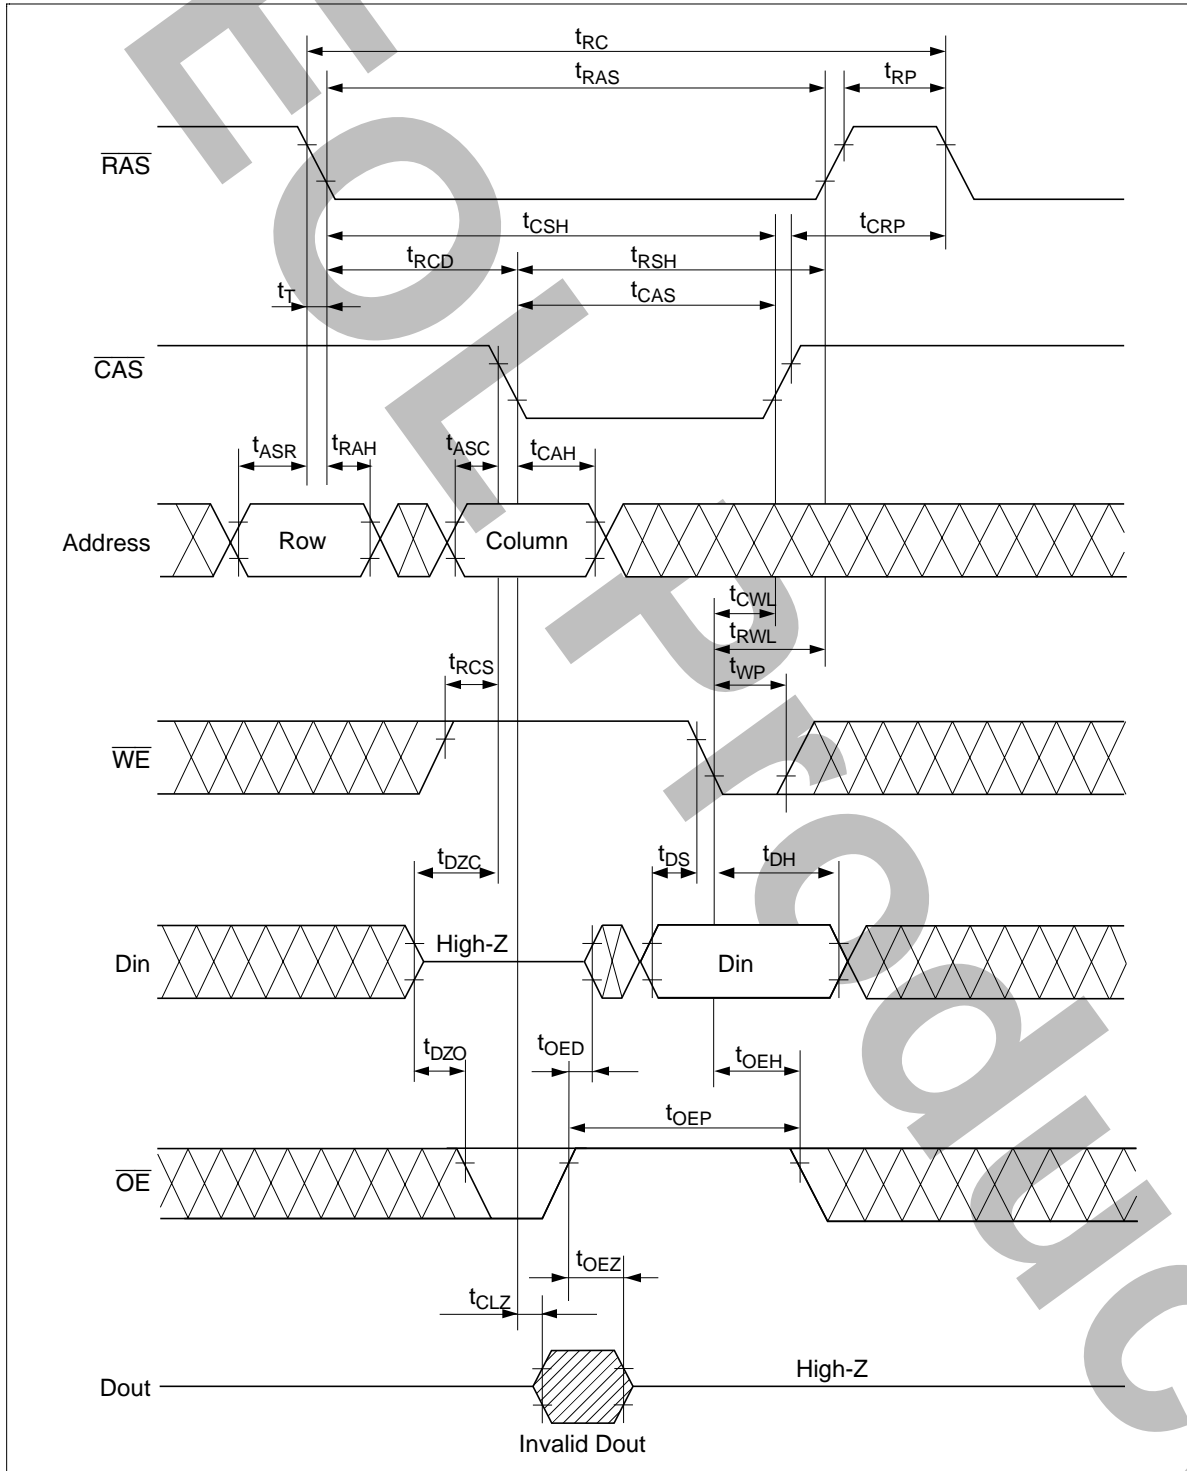 tRC
tRAS
tRP
RAS
tCSH
tCRP
tRCD
tRSH
tT
tCAS
CAS
tASR
tRAH
tASC
tCAH
Address
Row
Column
tCWL
tRWL
tRCS
tWP
WE
tDZC
tDS
tDH
High-Z
Din
Din
tDZO
tOED
tOEH
tOEP
OE
tOEZ
tCLZ
High-Z
Dout
Invalid Dout
EOL Produc